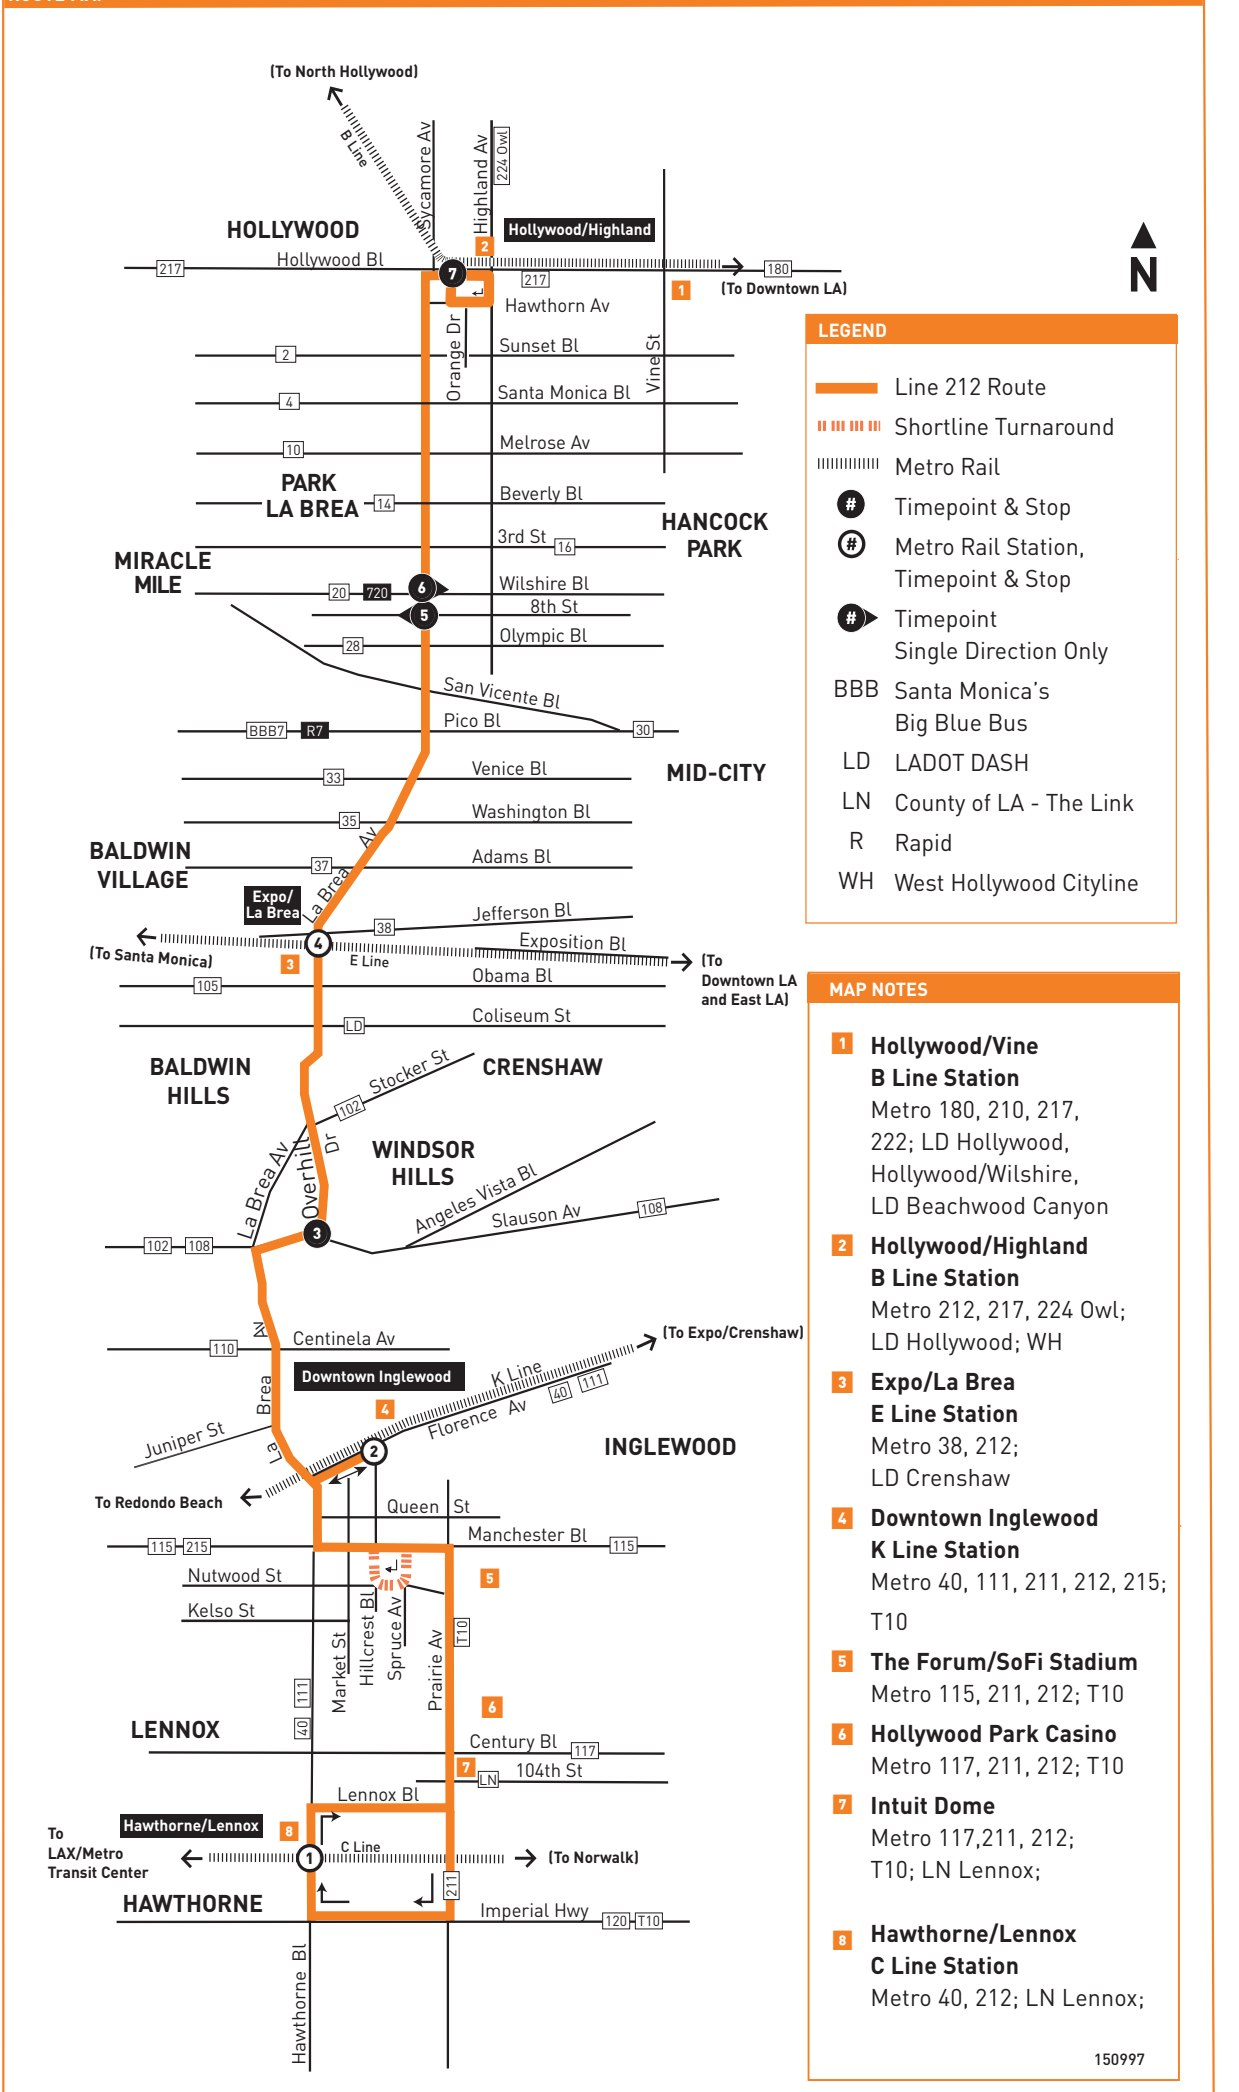 (To North Hollywood)
B Line
Sycamore Av
Highland Av
224 Owl
HOLLYWOOD
Hollywood/Highland
2
217
Hollywood Bl
7
217
180
(To Downtown LA)
1
Hawthorn Av
Orange Dr
Vine St
2
Sunset Bl
4
Santa Monica Bl
10
Melrose Av
PARK
LA BREA
14
Beverly Bl
HANCOCK
PARK
3rd St
16
MIRACLE
MILE
20
720
6
Wilshire Bl
5
8th St
28
Olympic Bl
San Vicente Bl
BBB7
R7
Pico Bl
30
33
Venice Bl
MID-CITY
35
Washington Bl
BALDWIN
VILLAGE
37
Adams Bl
La Brea Av
Expo/
La Brea
38
Jefferson Bl
4
Exposition Bl
(To Santa Monica)
3
E Line
(To
Downtown LA
and East LA)
105
Obama Bl
LD
Coliseum St
BALDWIN
HILLS
CRENSHAW
Stocker St
102
La Brea Av
Overhill Dr
WINDSOR
HILLS
Angeles Vista Bl
Slauson Av
108
3
102
108
110
Centinela Av
La Brea Av
(To Expo/Crenshaw)
Downtown Inglewood
4
K Line
Florence Av
40
111
Juniper St
2
INGLEWOOD
To Redondo Beach
Queen St
115
215
Manchester Bl
115
Nutwood St
5
Kelso St
Market St
Hillcrest Bl
Spruce Av
Prairie Av
T10
111
40
6
LENNOX
Century Bl
117
7
LN
104th St
Lennox Bl
Hawthorne/Lennox
8
To
LAX/Metro
Transit Center
1
C Line
(To Norwalk)
211
HAWTHORNE
Imperial Hwy
120
T10
Hawthorne Bl
N
LEGEND
Line 212 Route
Shortline Turnaround
Metro Rail
# Timepoint & Stop
# Metro Rail Station,
Timepoint & Stop
# Timepoint
Single Direction Only
BBB Santa Monica's
Big Blue Bus
LD LADOT DASH
LN County of LA - The Link
R Rapid
WH West Hollywood Cityline
MAP NOTES
1 Hollywood/Vine
B Line Station
Metro 180, 210, 217,
222; LD Hollywood,
Hollywood/Wilshire,
LD Beachwood Canyon
2 Hollywood/Highland
B Line Station
Metro 212, 217, 224 Owl;
LD Hollywood; WH
3 Expo/La Brea
E Line Station
Metro 38, 212;
LD Crenshaw
4 Downtown Inglewood
K Line Station
Metro 40, 111, 211, 212, 215;
T10
5 The Forum/SoFi Stadium
Metro 115, 211, 212; T10
6 Hollywood Park Casino
Metro 117, 211, 212; T10
7 Intuit Dome
Metro 117,211, 212;
T10; LN Lennox;
8 Hawthorne/Lennox
C Line Station
Metro 40, 212; LN Lennox;
150997